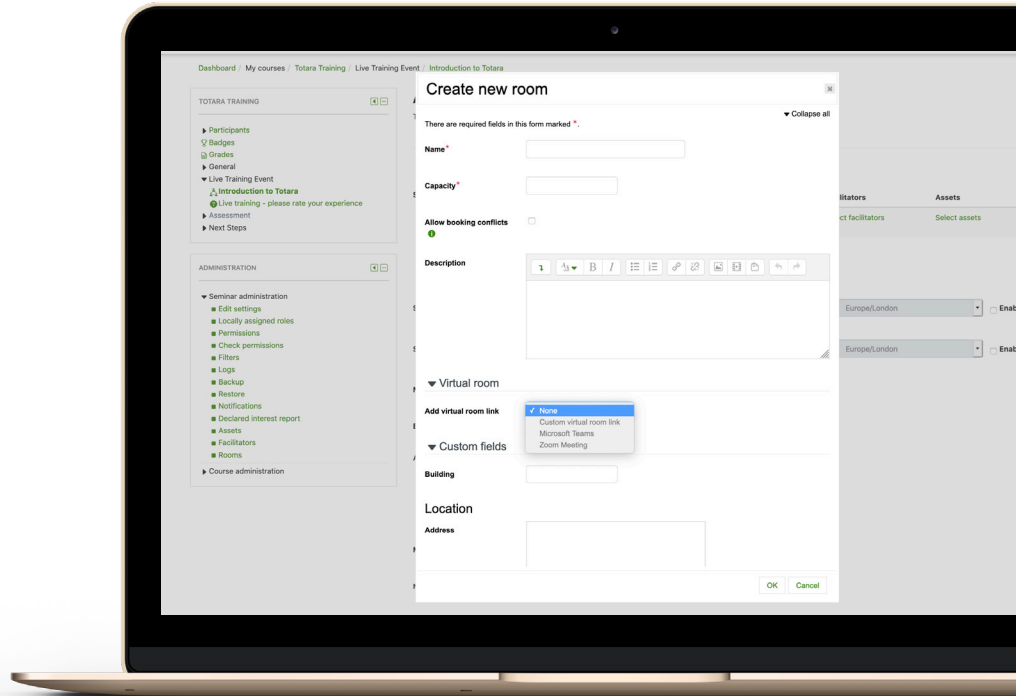 Dashboard / My courses / Totara Training / Live Training Event / Introduction to Totara
TOTARA TRAINING
Participants
Badges
Grades
General
Live Training Event
Introduction to Totara
Live training - please rate your experience
Assessment
Next Steps
ADMINISTRATION
Seminar administration
Edit settings
Locally assigned roles
Permissions
Check permissions
Filters
Logs
Backup
Restore
Notifications
Declared interest report
Assets
Facilitators
Rooms
Course administration
Create new room
Collapse all
There are required fields in this form marked *.
Name*
Capacity*
Allow booking conflicts
Description
B I
Virtual room
Add virtual room link
✓ None
Custom virtual room link
Microsoft Teams
Zoom Meeting
Custom fields
Building
Location
Address
OK Cancel
Assets
Select assets
facilitators
Europe/London
Europe/London